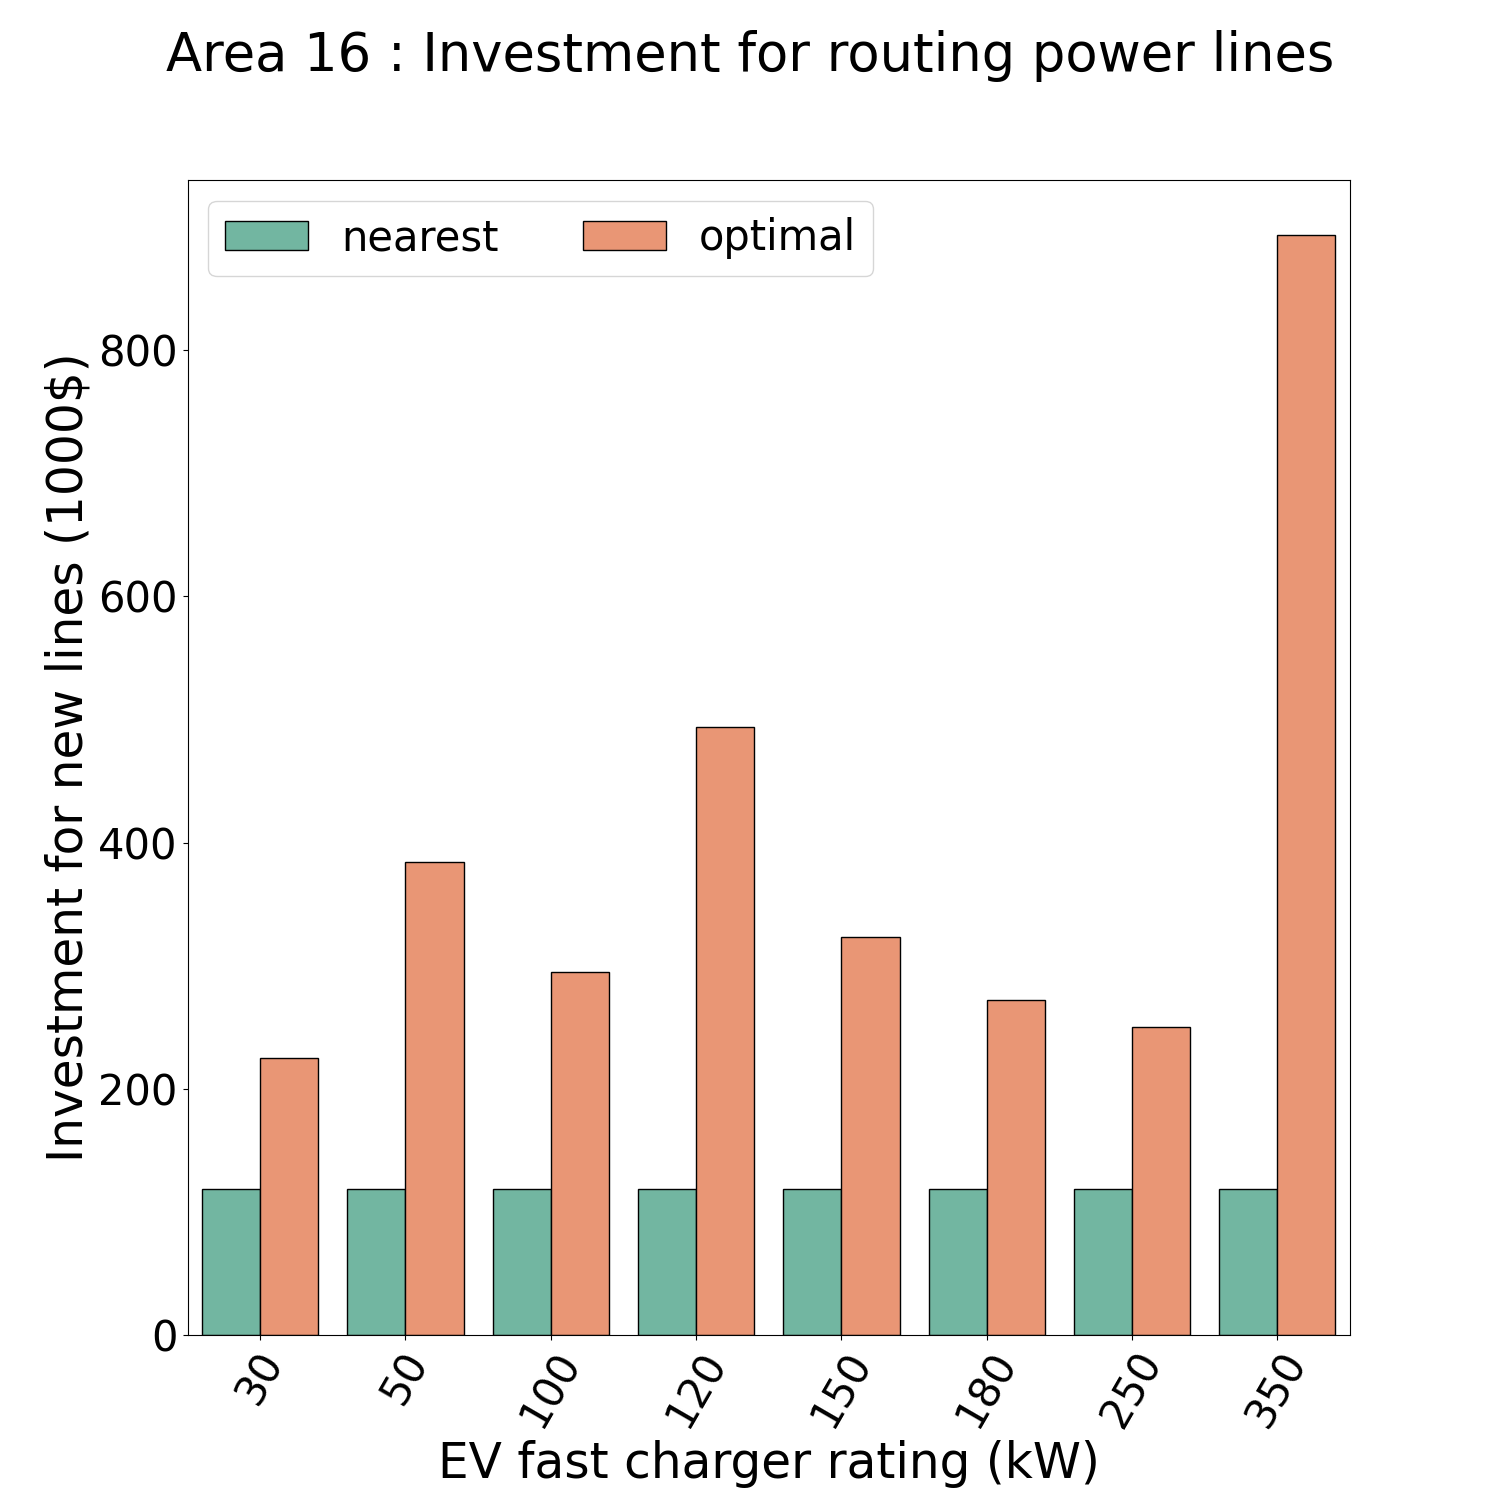 Area 16 : Investment for routing power lines
nearest
optimal
Investment for new lines (1000$)
800
600
400
200
0
30
50
100
120
150
180
250
350
EV fast charger rating (kW)